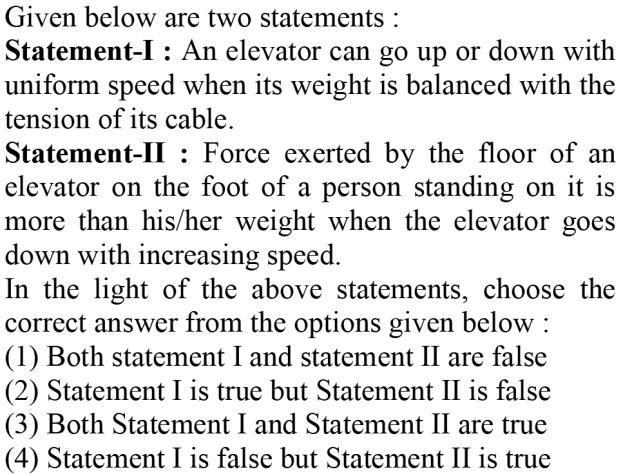 Given below are two statements :
Statement-I : An elevator can go up or down with
uniform speed when its weight is balanced with the
tension of its cable.
Statement-II : Force exerted by the floor of an
elevator on the foot of a person standing on it is
more than his/her weight when the elevator goes
down with increasing speed.
In the light of the above statements, choose the
correct answer from the options given below :
(1) Both statement I and statement II are false
(2) Statement I is true but Statement II is false
(3) Both Statement I and Statement II are true
(4) Statement I is false but Statement II is true